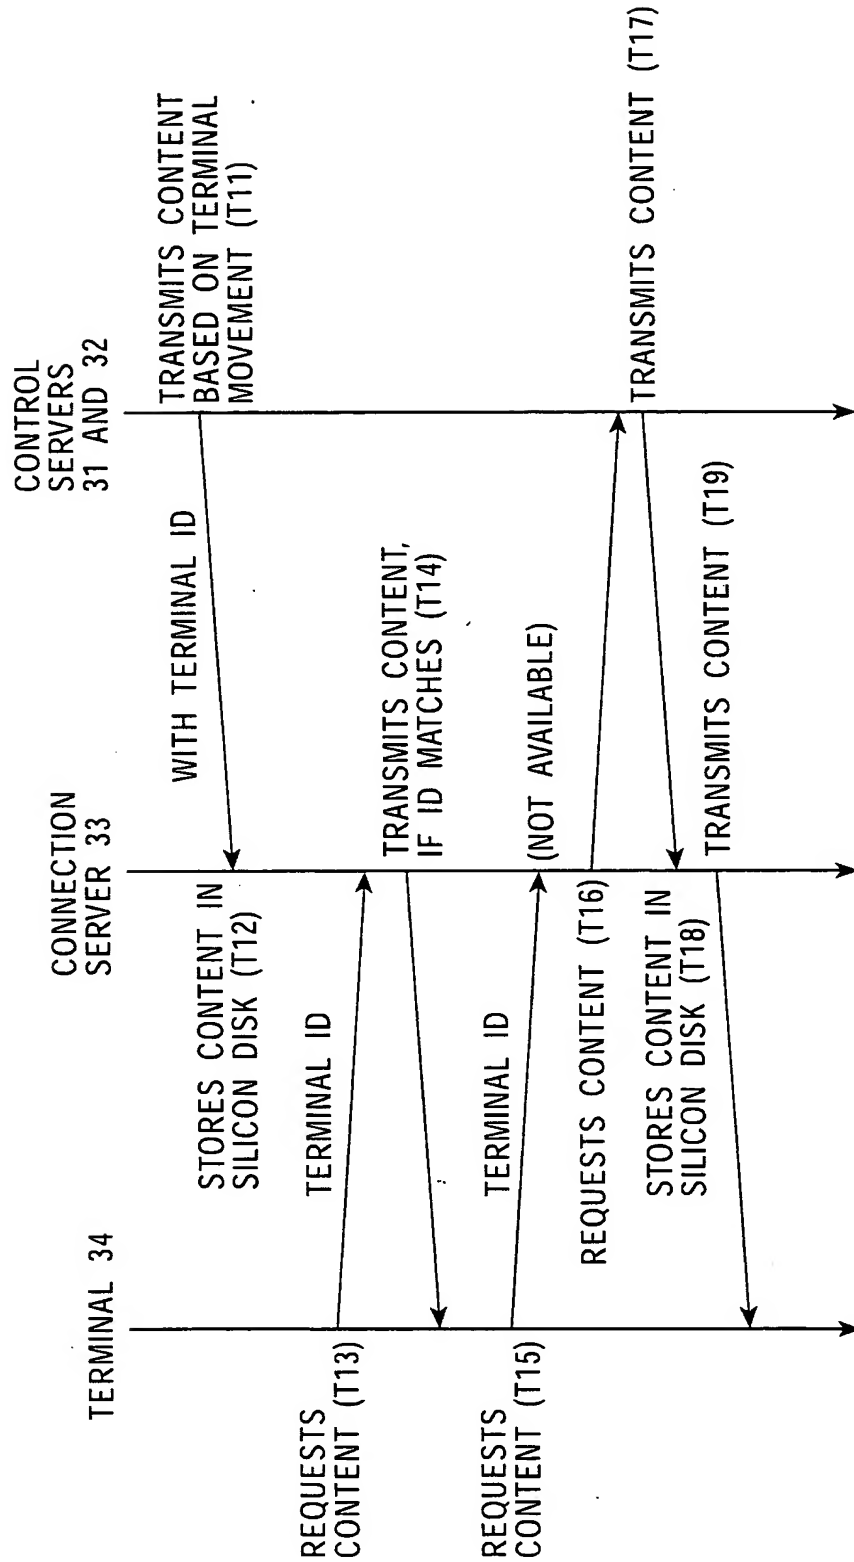 TERMINAL 34
CONNECTION
SERVER 33
CONTROL
SERVERS
31 AND 32
TRANSMITS CONTENT
BASED ON TERMINAL
MOVEMENT (T11)
WITH TERMINAL ID
STORES CONTENT IN
SILICON DISK (T12)
REQUESTS
CONTENT (T13)
TERMINAL ID
TRANSMITS CONTENT,
IF ID MATCHES (T14)
REQUESTS
CONTENT (T15)
TERMINAL ID
(NOT AVAILABLE)
REQUESTS CONTENT (T16)
TRANSMITS CONTENT (T17)
STORES CONTENT IN
SILICON DISK (T18)
TRANSMITS CONTENT (T19)